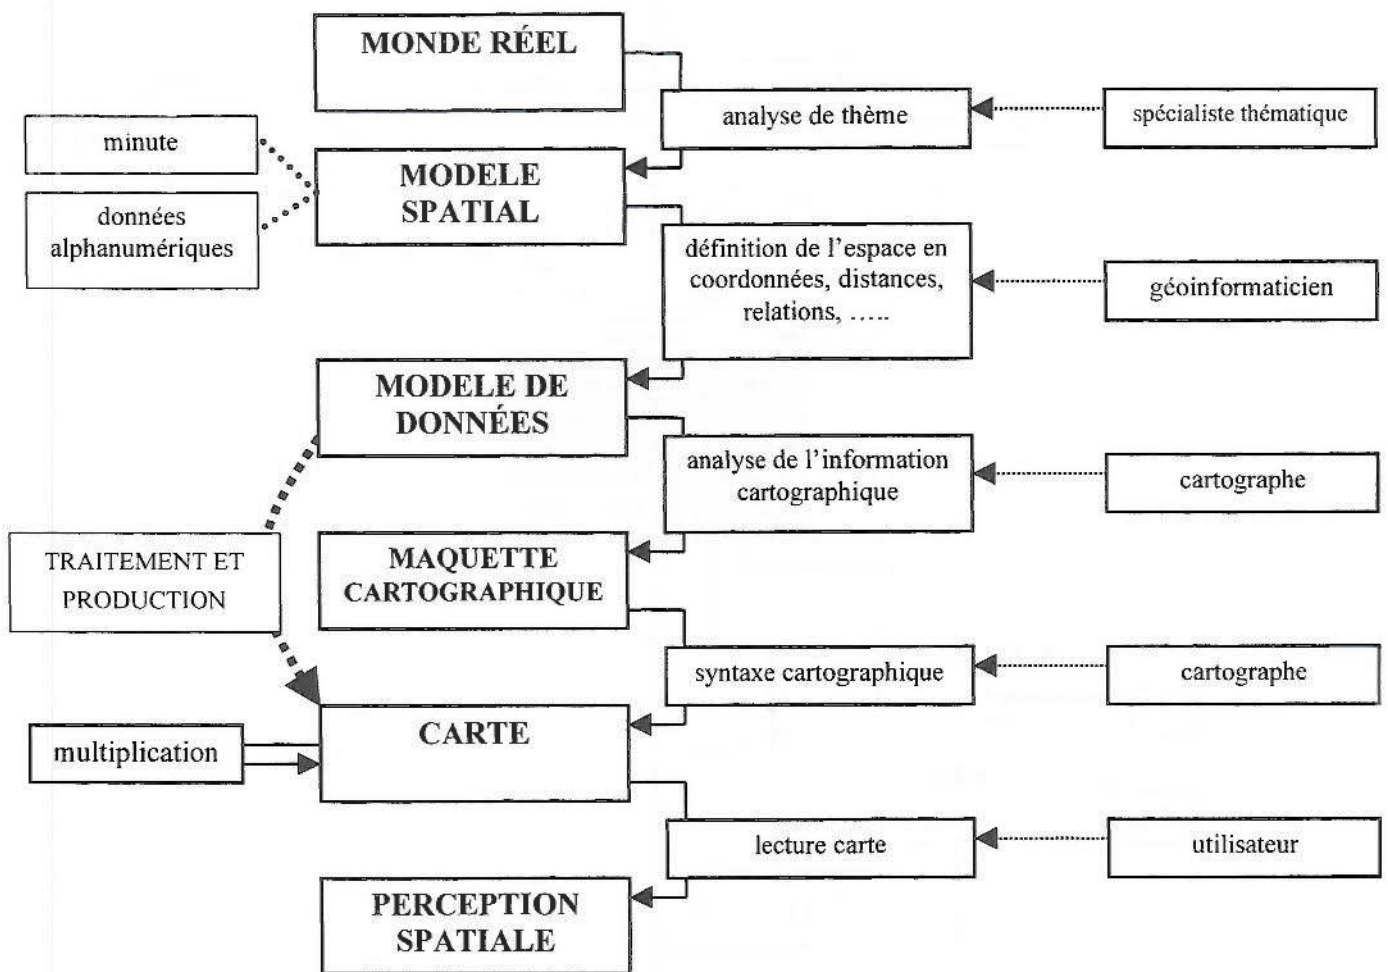 MONDE RÉEL
analyse de thème
spécialiste thématique
minute
MODELE
SPATIAL
données
alphanumériques
définition de l'espace en
coordonnées, distances,
relations, …..
géoinformaticien
MODELE DE
DONNÉES
analyse de l'information
cartographique
cartographe
TRAITEMENT ET
PRODUCTION
MAQUETTE
CARTOGRAPHIQUE
syntaxe cartographique
cartographe
CARTE
multiplication
lecture carte
utilisateur
PERCEPTION
SPATIALE